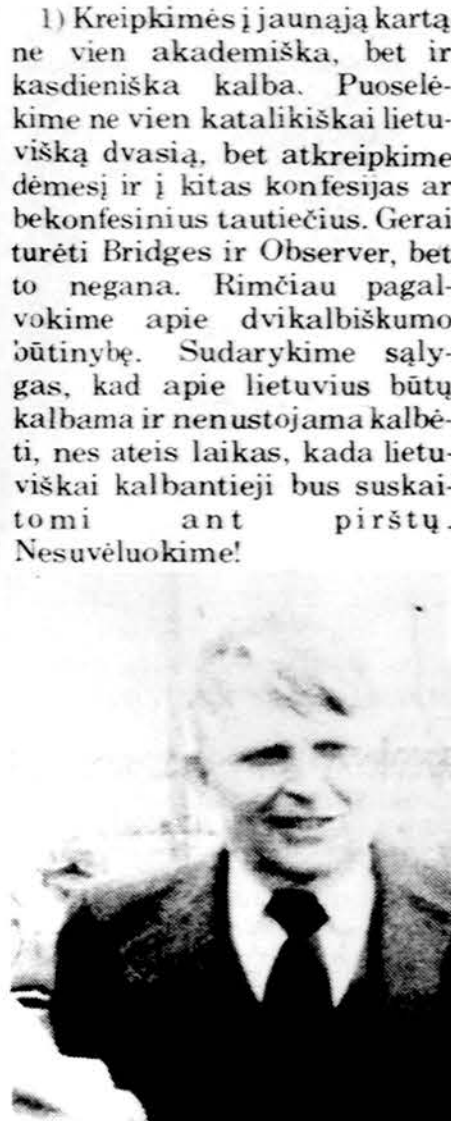 1) Kreipkimės į jaunąją kartą
ne vien akademiška, bet ir
kasdieniška kalba. Puoselė-
kime ne vien katalikiškai lietu-
višką dvasią, bet atkreipkime
dėmesį ir į kitas konfesijas ar
bekonfesinius tautiečius. Gerai
turėti Bridges ir Observer, bet
to negana. Rimčiau pagal-
vokime apie dvikalbiškumo
būtinybę. Sudarykime sąly-
gas, kad apie lietuvius būtų
kalbama ir nenustojama kalbė-
ti, nes ateis laikas, kada lietu-
viškai kalbantieji bus suskai-
tomi ant pirštų.
Nesuvėluokime!